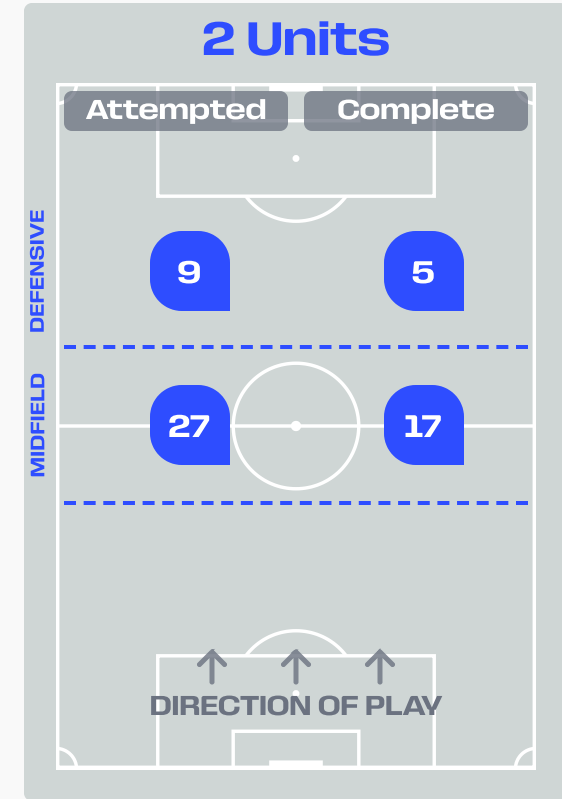 2 Units
Attempted
Complete
DEFENSIVE
9
5
MIDFIELD
27
17
DIRECTION OF PLAY